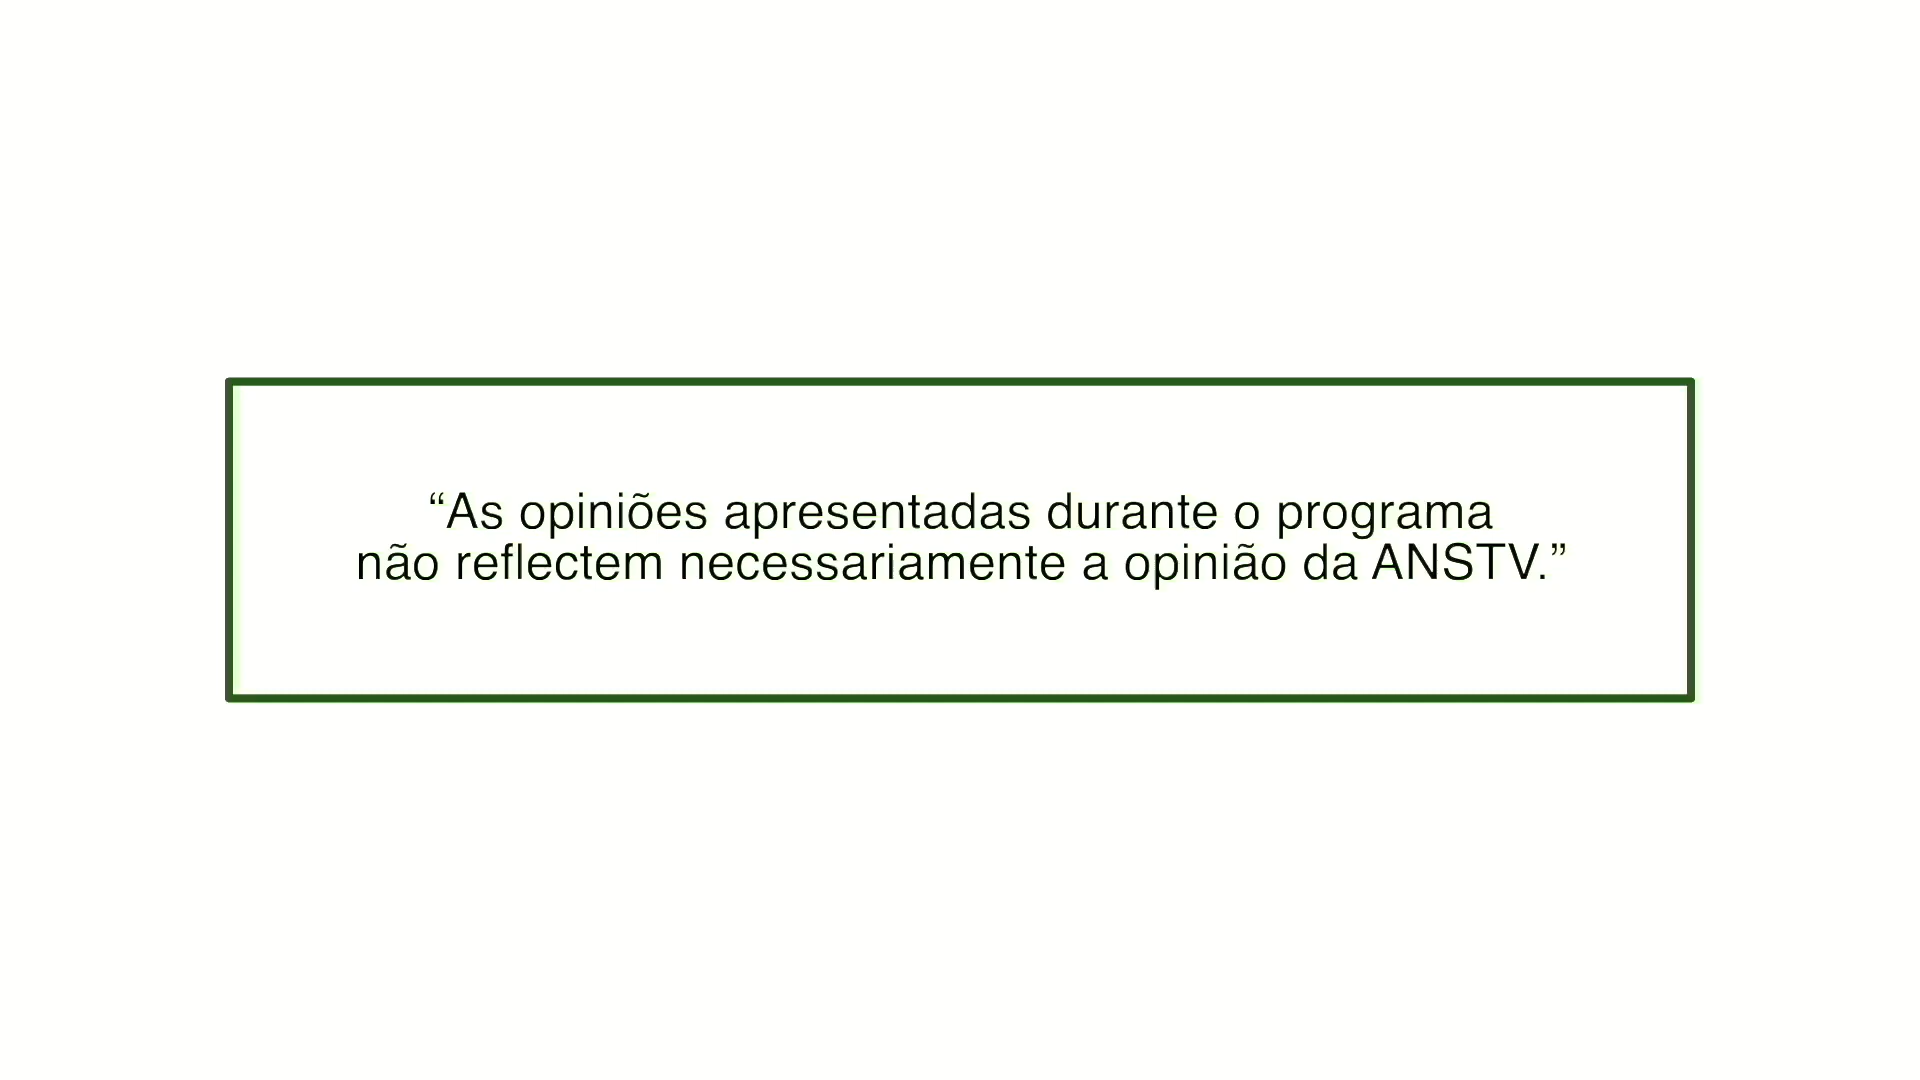 “As opiniões apresentadas durante o programa
não reflectem necessariamente a opinião da ANSTV.”